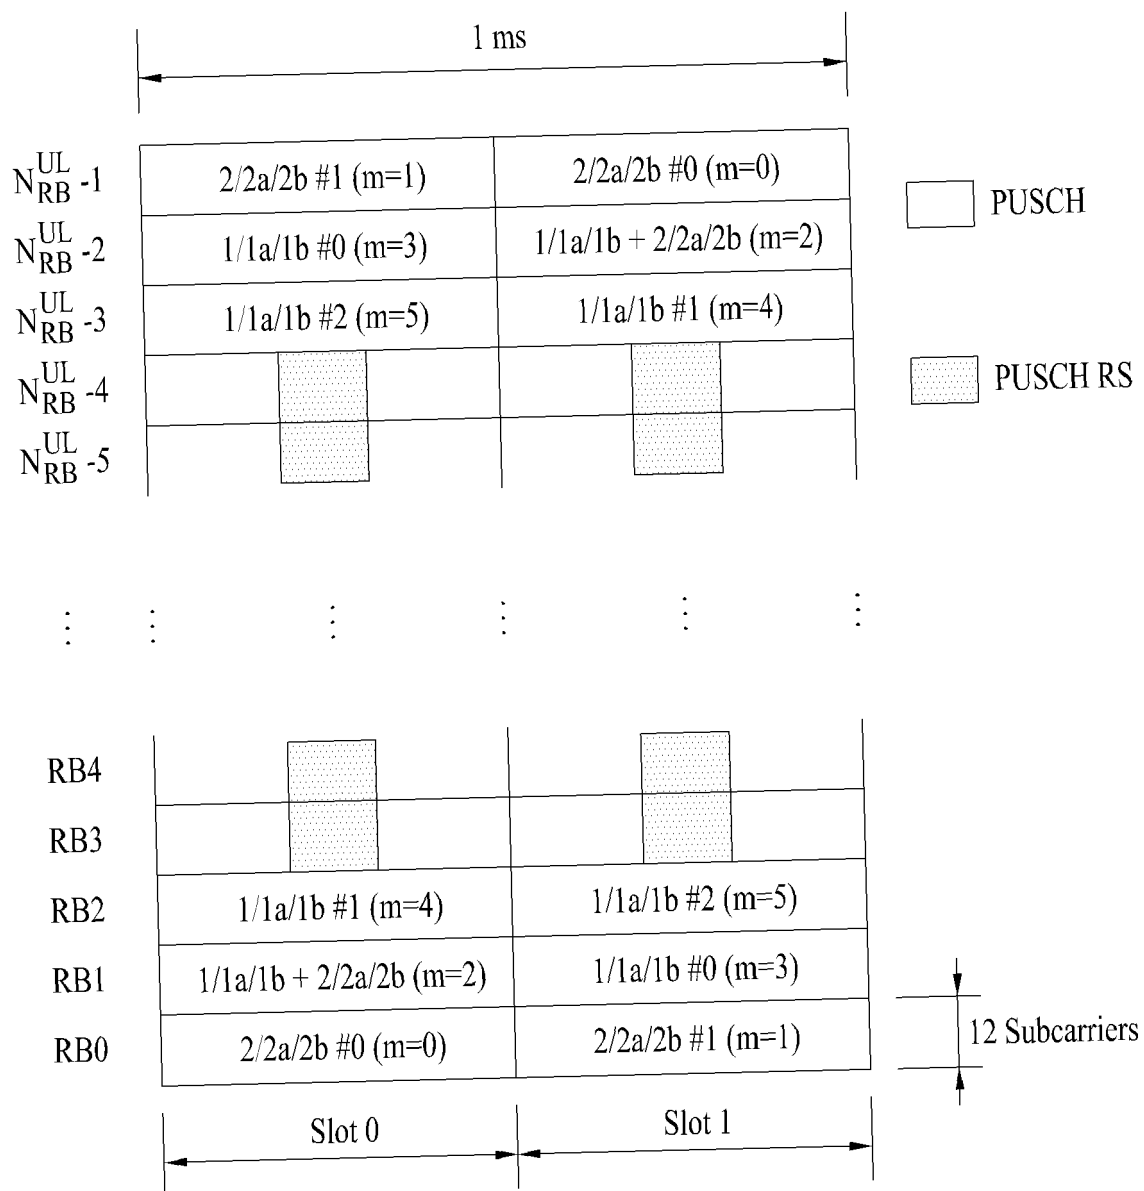 1 ms
N_RB^UL -1
2/2a/2b #1 (m=1)
2/2a/2b #0 (m=0)
PUSCH
N_RB^UL -2
1/1a/1b #0 (m=3)
1/1a/1b + 2/2a/2b (m=2)
N_RB^UL -3
1/1a/1b #2 (m=5)
1/1a/1b #1 (m=4)
N_RB^UL -4
PUSCH RS
N_RB^UL -5
RB4
RB3
RB2
1/1a/1b #1 (m=4)
1/1a/1b #2 (m=5)
RB1
1/1a/1b + 2/2a/2b (m=2)
1/1a/1b #0 (m=3)
RB0
2/2a/2b #0 (m=0)
2/2a/2b #1 (m=1)
12 Subcarriers
Slot 0
Slot 1